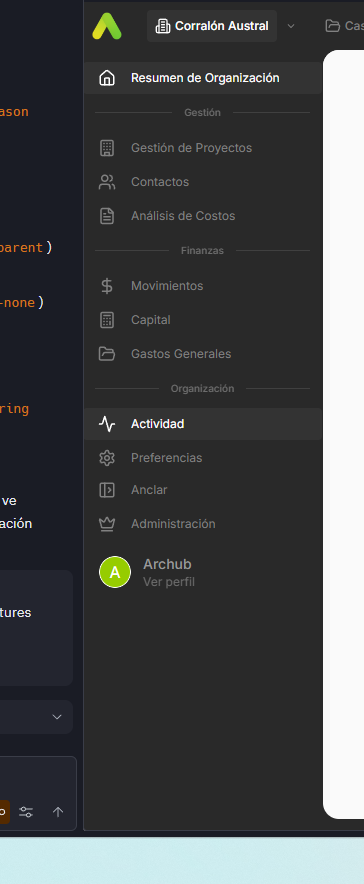 Corralón Austral
Cas
Resumen de Organización
Gestión
Gestión de Proyectos
Contactos
Análisis de Costos
Finanzas
Movimientos
Capital
Gastos Generales
Organización
Actividad
Preferencias
Anclar
Administración
A
Archub
Ver perfil
ason
parent)
-none)
ring
ve
ación
tures
o